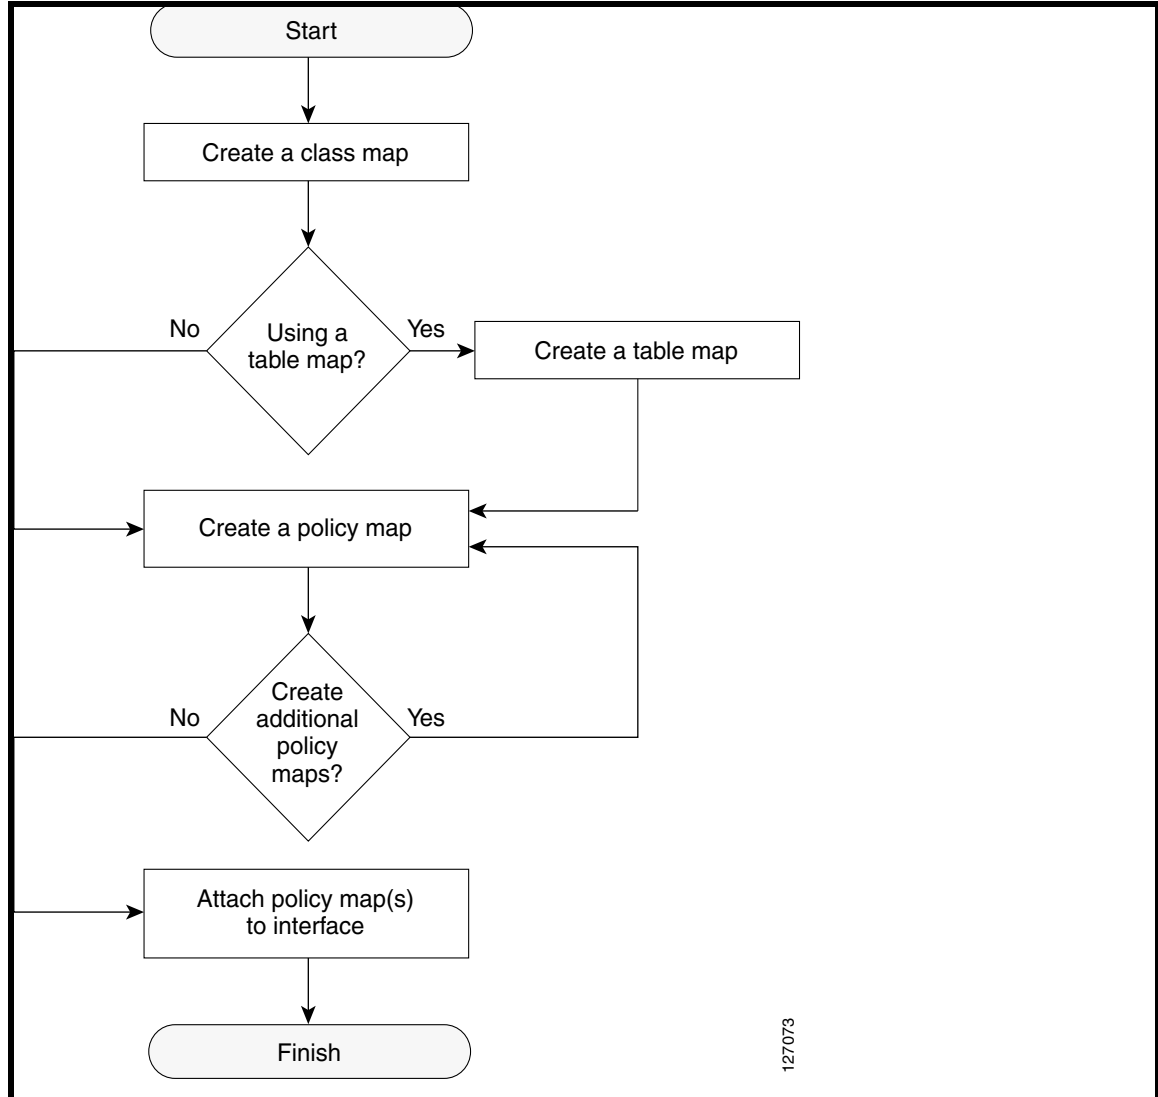 Start
Create a class map
No
Using a
table map?
Yes
Create a table map
Create a policy map
No
Create
additional
policy
maps?
Yes
Attach policy map(s)
to interface
Finish
127073